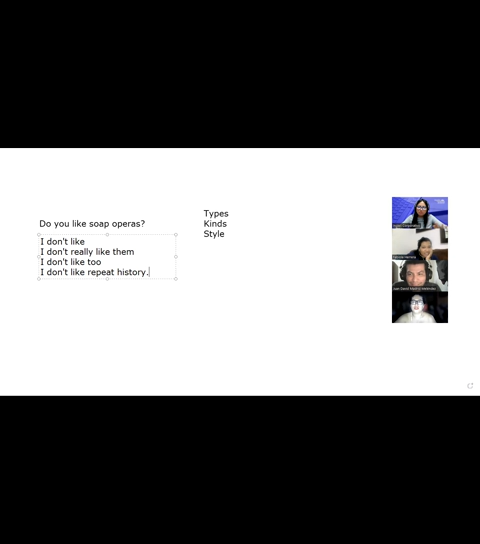 Do you like soap operas?
I don't like
I don't really like them
I don't like too
I don't like repeat history.
Types
Kinds
Style